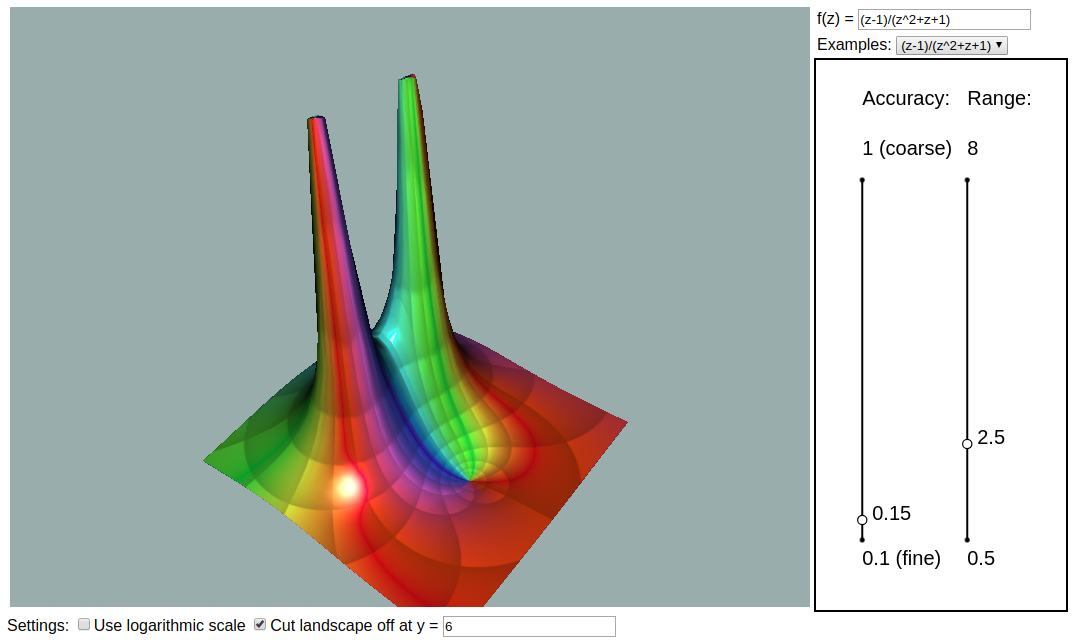 f(z) = (z-1)/(z^2+z+1)
Examples: (z-1)/(z^2+z+1)
Accuracy: Range:
1 (coarse) 8
2.5
0.15
0.1 (fine) 0.5
Settings: Use logarithmic scale Cut landscape off at y = 6